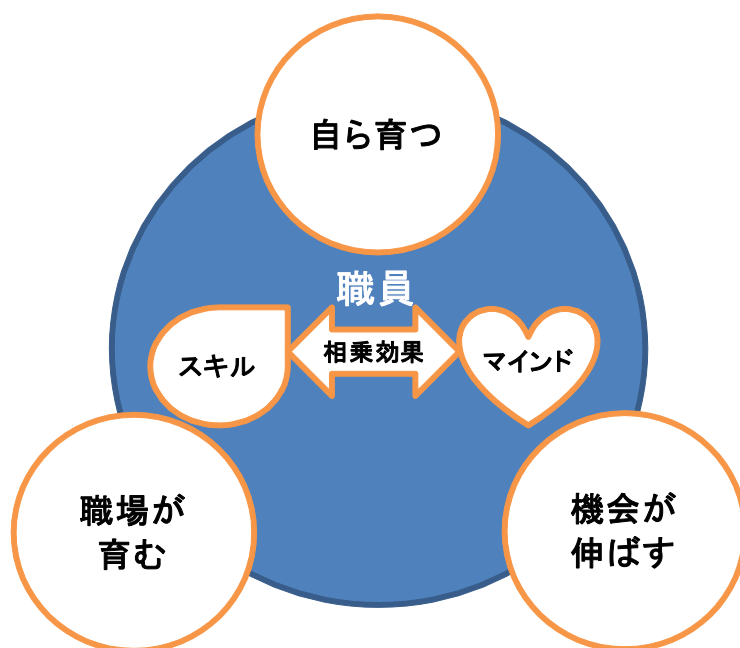 自ら育つ
職員
スキル
相乗効果
マインド
職場が
育む
機会が
伸ばす